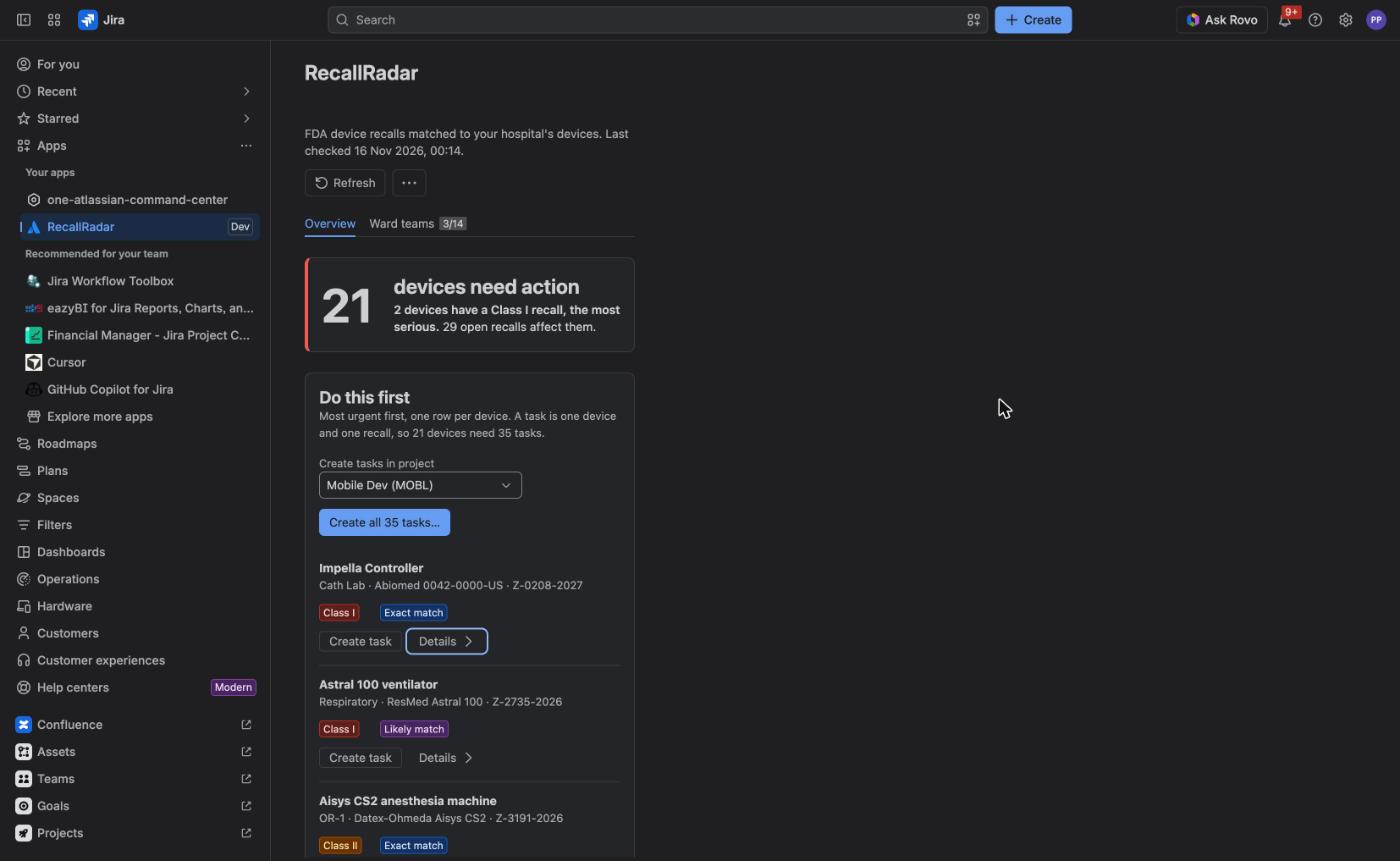 Jira
Search
Create
Ask Rovo
9+
PP
For you
Recent
Starred
Apps
Your apps
one-atlassian-command-center
RecallRadar
Dev
Recommended for your team
Jira Workflow Toolbox
eazyBI for Jira Reports, Charts, an...
Financial Manager - Jira Project C...
Cursor
GitHub Copilot for Jira
Explore more apps
Roadmaps
Plans
Spaces
Filters
Dashboards
Operations
Hardware
Customers
Customer experiences
Help centers
Modern
Confluence
Assets
Teams
Goals
Projects
RecallRadar
FDA device recalls matched to your hospital's devices. Last
checked 16 Nov 2026, 00:14.
Refresh
Overview
Ward teams 3/14
21
devices need action
2 devices have a Class I recall, the most
serious. 29 open recalls affect them.
Do this first
Most urgent first, one row per device. A task is one device
and one recall, so 21 devices need 35 tasks.
Create tasks in project
Mobile Dev (MOBL)
Create all 35 tasks...
Impella Controller
Cath Lab · Abiomed 0042-0000-US · Z-0208-2027
Class I
Exact match
Create task
Details
Astral 100 ventilator
Respiratory · ResMed Astral 100 · Z-2735-2026
Class I
Likely match
Create task
Details
Aisys CS2 anesthesia machine
OR-1 · Datex-Ohmeda Aisys CS2 · Z-3191-2026
Class II
Exact match